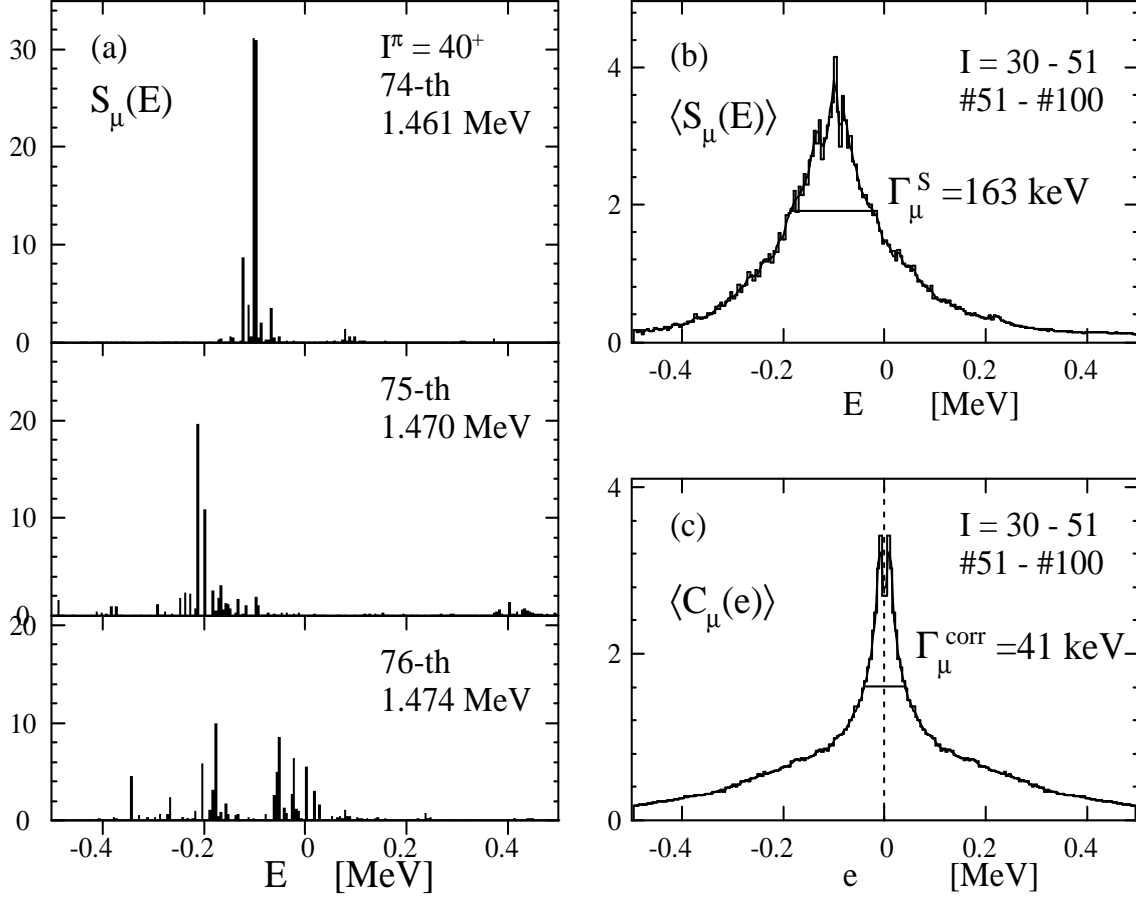 (a)
S_μ(E)
I^π = 40^+
74-th
1.461 MeV
30
20
10
0
75-th
1.470 MeV
20
10
0
76-th
1.474 MeV
20
10
0
-0.4 -0.2 0 0.2 0.4
E [MeV]
(b)
⟨S_μ(E)⟩
I = 30 - 51
#51 - #100
Γ_μ^S =163 keV
4
2
0
-0.4 -0.2 0 0.2 0.4
E [MeV]
(c)
⟨C_μ(e)⟩
I = 30 - 51
#51 - #100
Γ_μ^corr =41 keV
4
2
0
-0.4 -0.2 0 0.2 0.4
e [MeV]